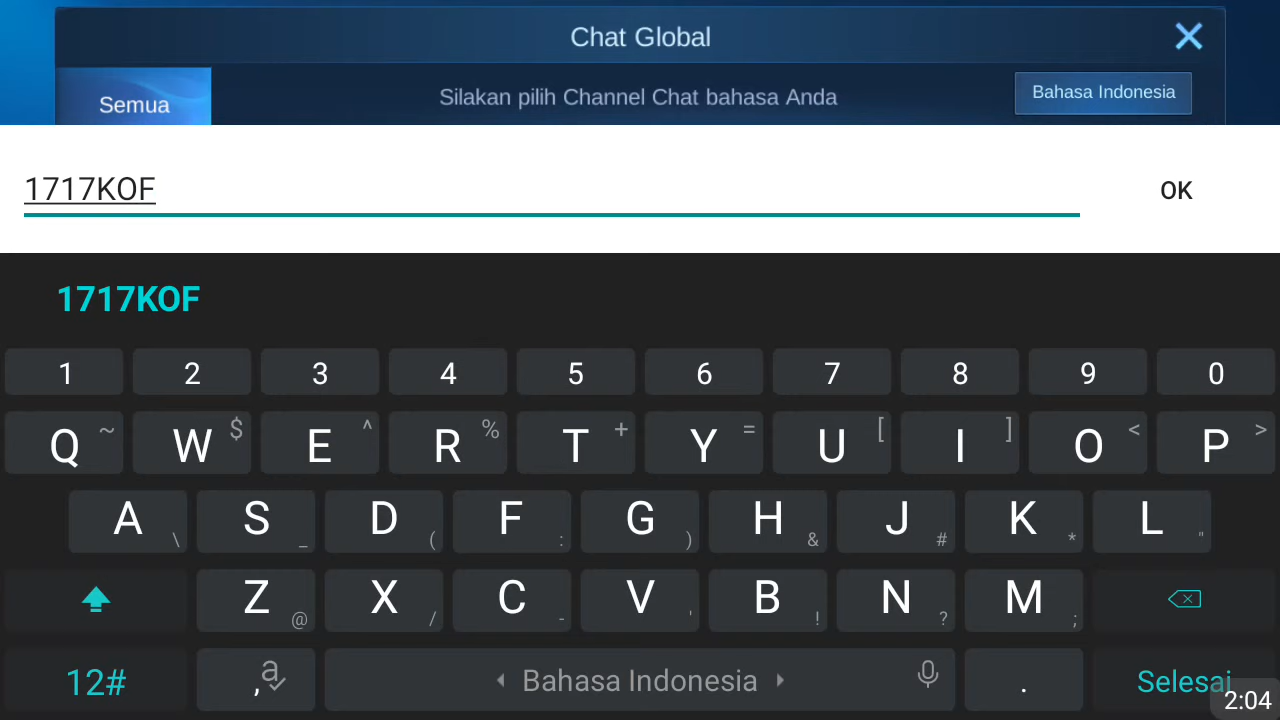 Chat Global
Semua
Silakan pilih Channel Chat bahasa Anda
Bahasa Indonesia
1717KOF
OK
1717KOF
1 2 3 4 5 6 7 8 9 0
Q ~ W $ E ^ R % T + Y = U [ I ] O < P >
A \ S _ D ( F : G ) H & J # K * L "
Z @ X / C - V ' B ! N ? M ;
12# , a Bahasa Indonesia . Selesai
2:04